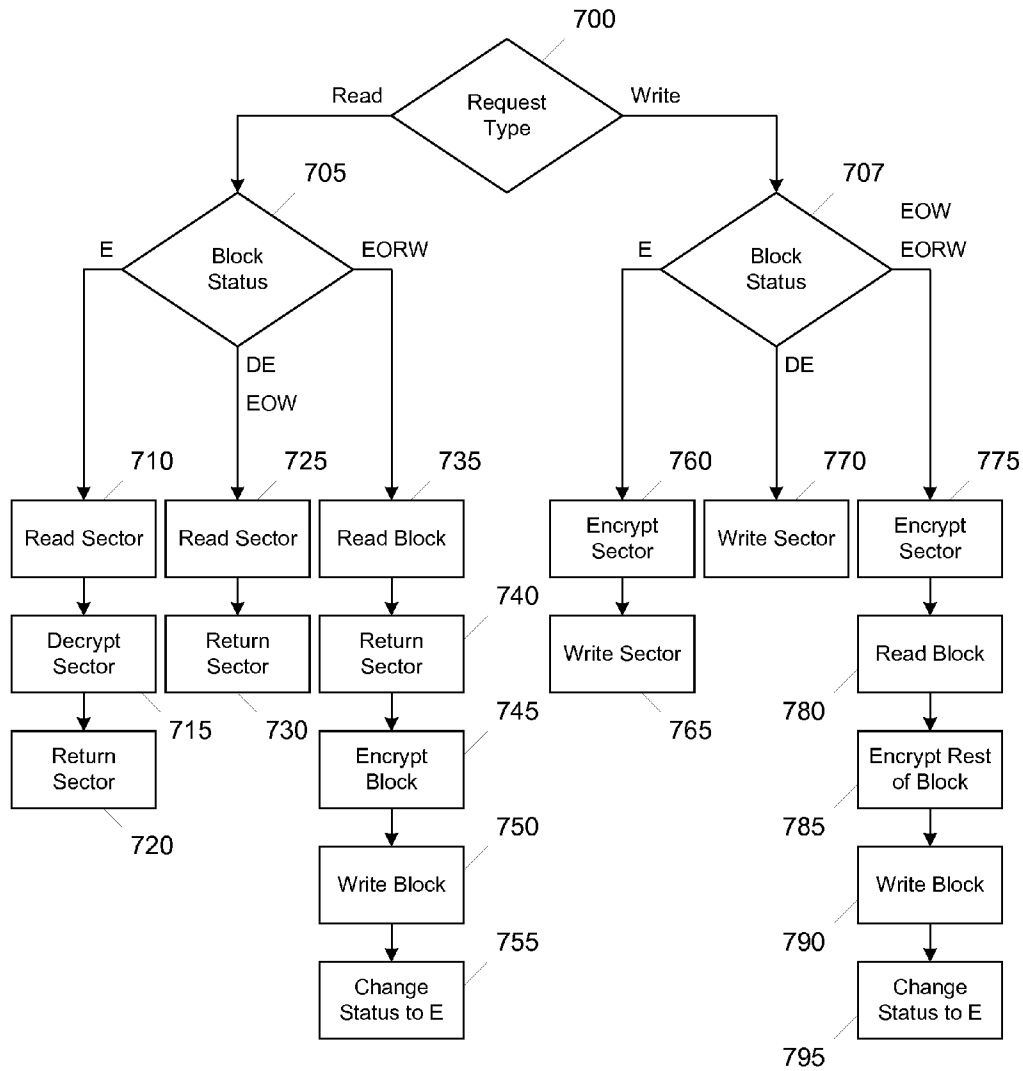 700
Read
Request
Type
Write
705
707
E
Block
Status
EORW
E
Block
Status
EOW
EORW
DE
EOW
DE
710
725
735
760
770
775
Read Sector
Read Sector
Read Block
Encrypt
Sector
Write Sector
Encrypt
Sector
740
Decrypt
Sector
Return
Sector
Return
Sector
Write Sector
Read Block
715
730
745
765
780
Return
Sector
Encrypt
Block
Encrypt Rest
of Block
720
750
785
Write Block
Write Block
755
790
Change
Status to E
Change
Status to E
795